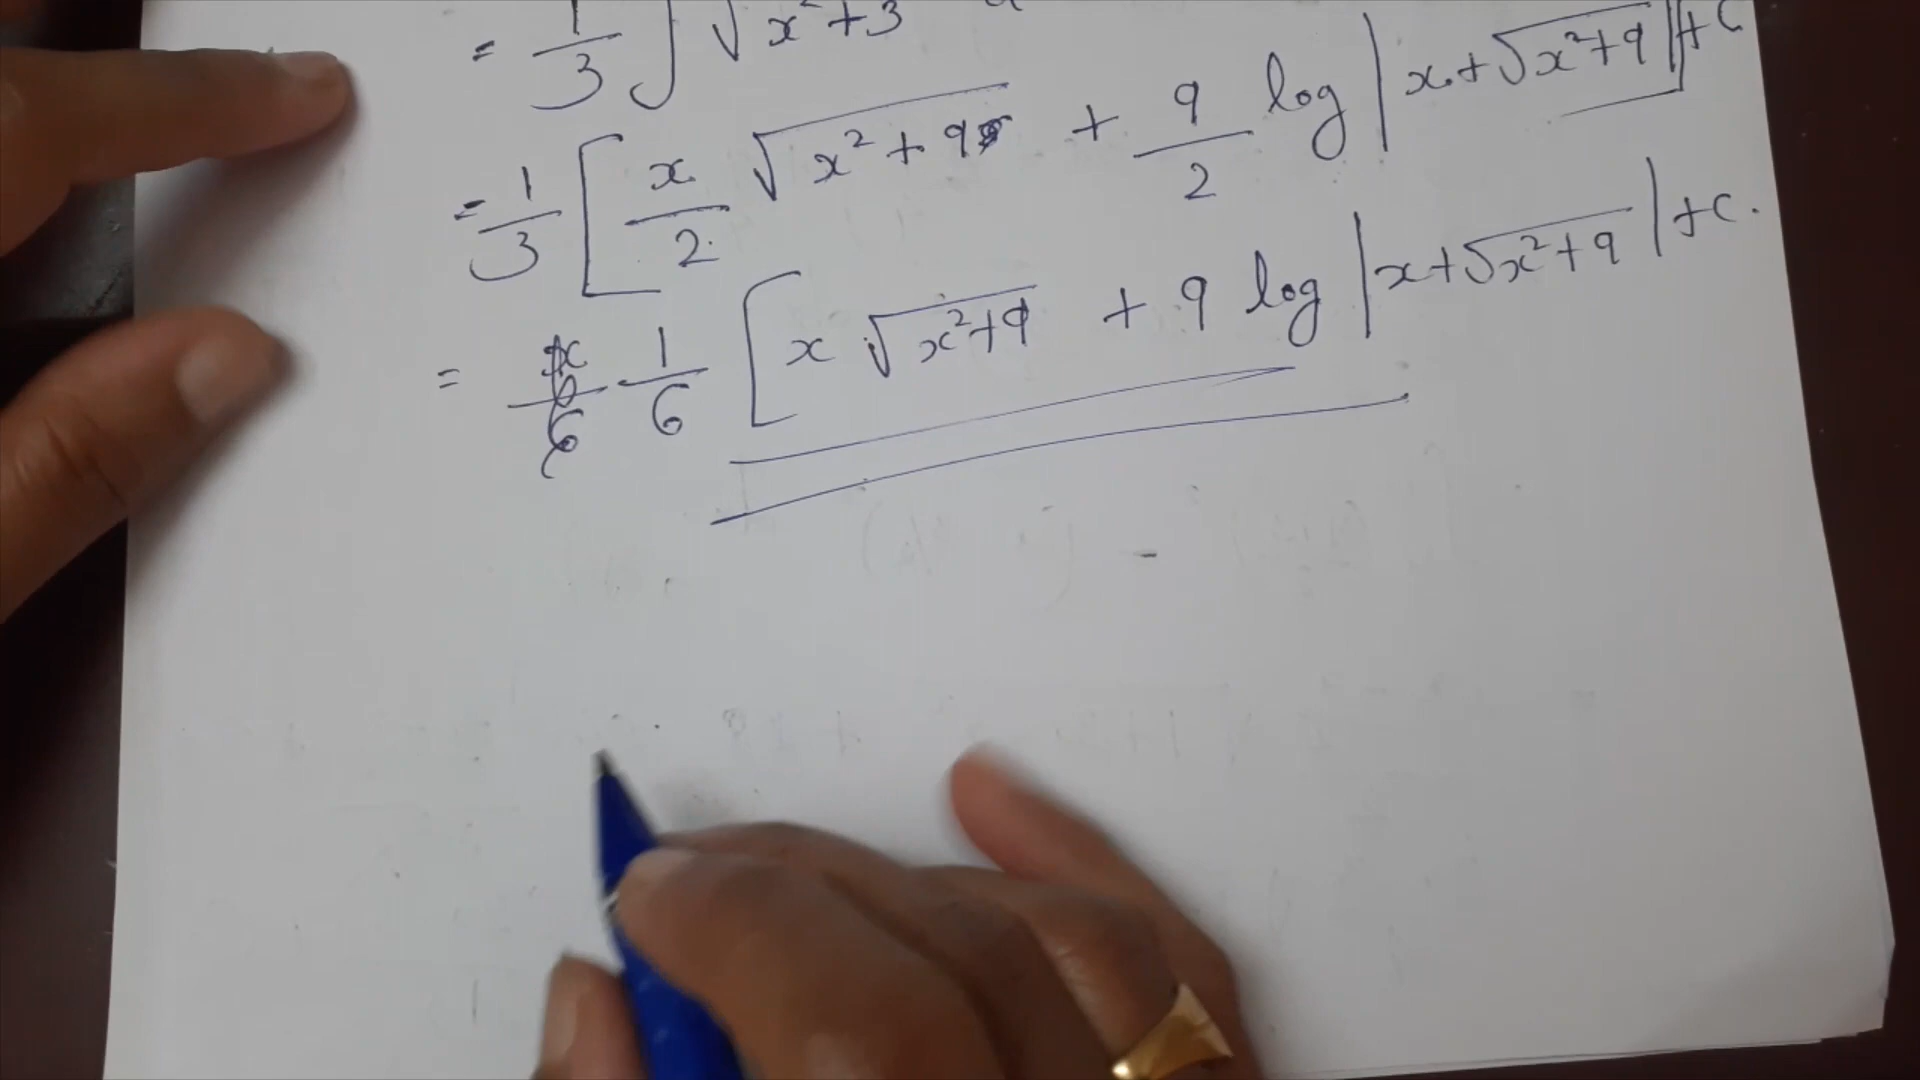 = 1/3 ∫ √x²+3
= 1/3 [ x/2 √x²+9 + 9/2 log |x+√x²+9| ] +C
= 1/6 [ x √x²+9 + 9 log |x+√x²+9| +C.